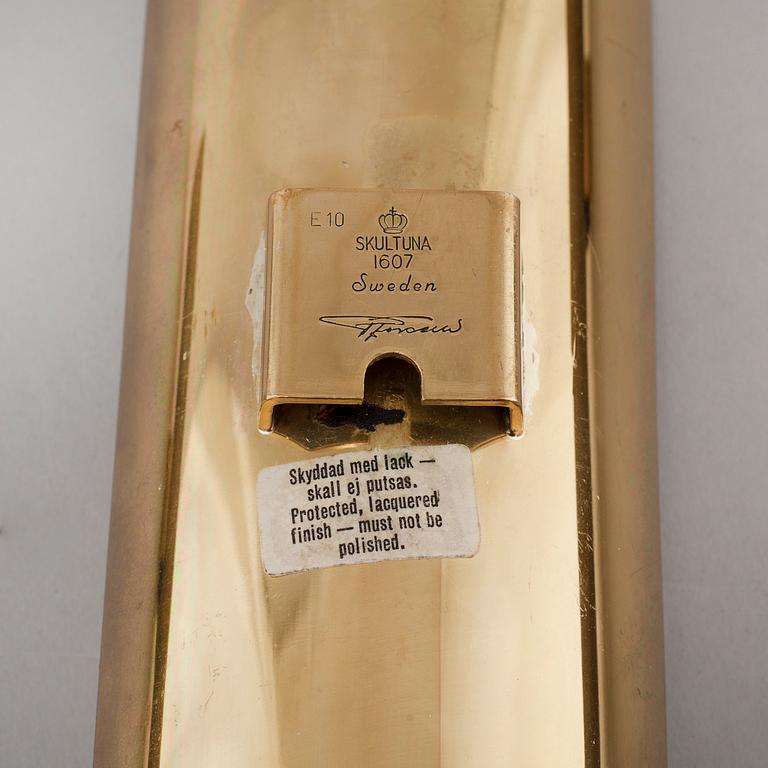 E10
SKULTUNA
1607
Sweden
Skyddad med lack —
skall ej putsas.
Protected, lacquered
finish — must not be
polished.